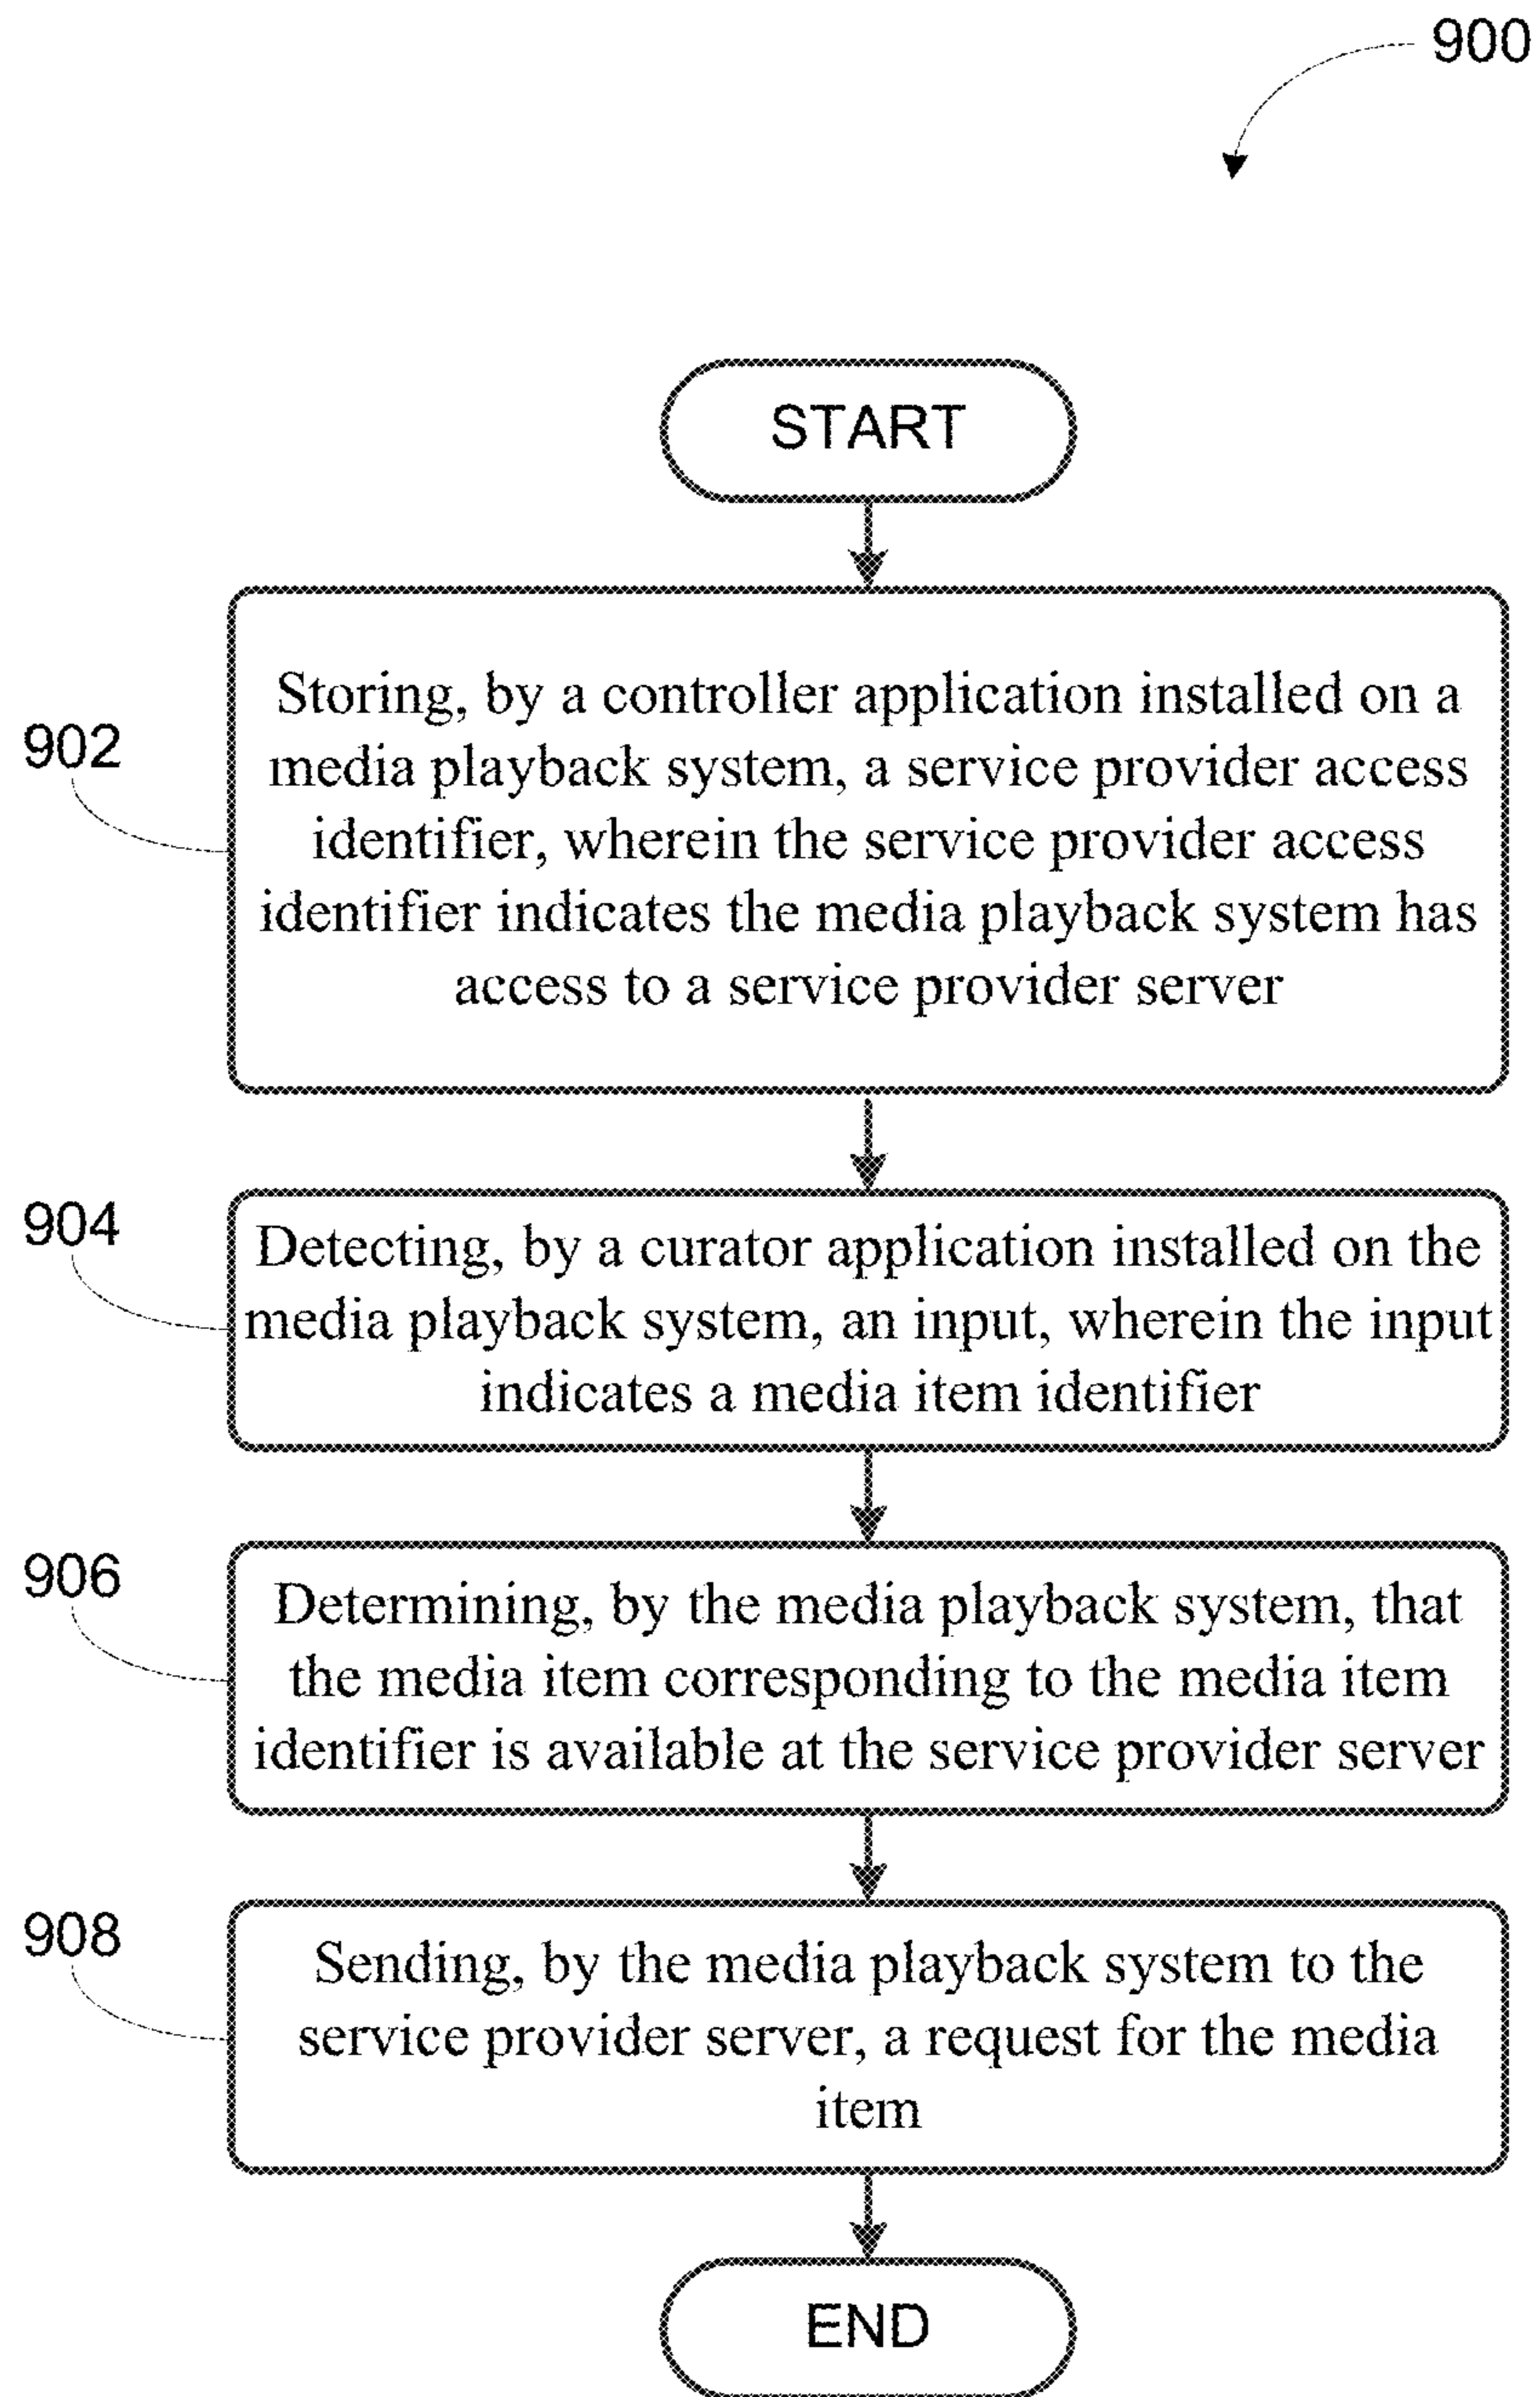 900
START
902
Storing, by a controller application installed on a
media playback system, a service provider access
identifier, wherein the service provider access
identifier indicates the media playback system has
access to a service provider server
904
Detecting, by a curator application installed on the
media playback system, an input, wherein the input
indicates a media item identifier
906
Determining, by the media playback system, that
the media item corresponding to the media item
identifier is available at the service provider server
908
Sending, by the media playback system to the
service provider server, a request for the media
item
END